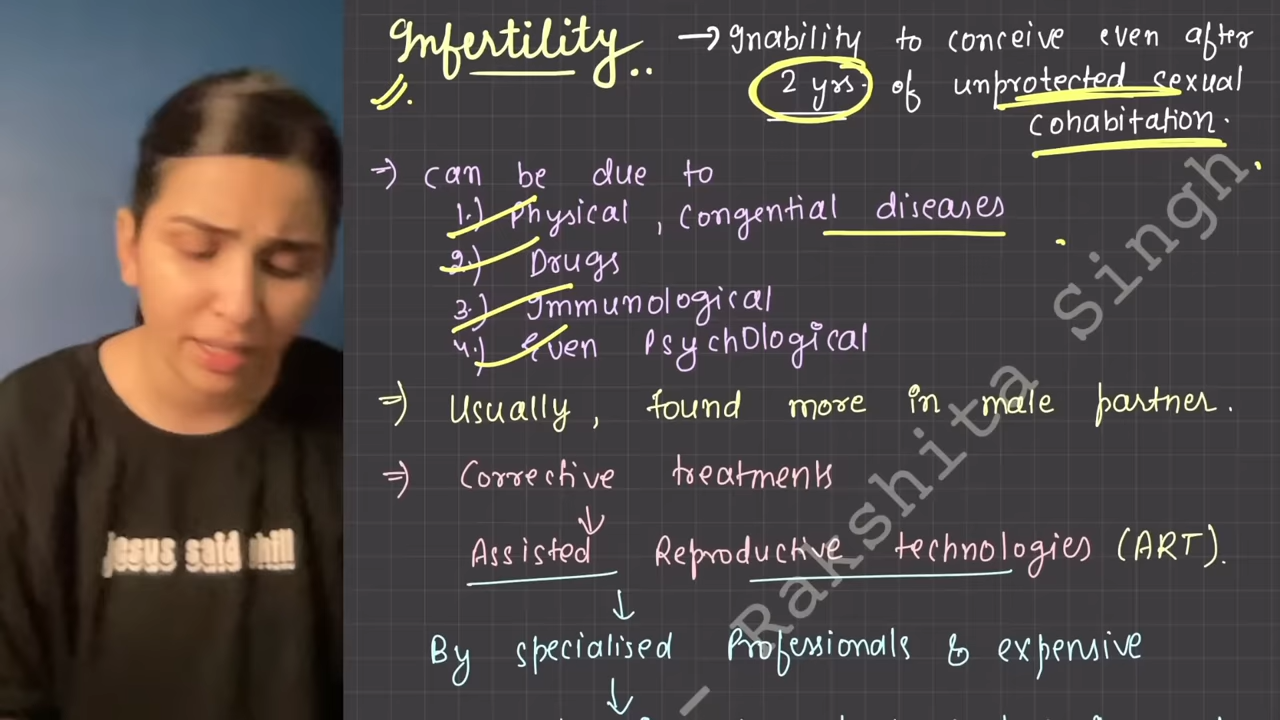 Infertility.. → Inability to conceive even after
2 yrs. of unprotected sexual
cohabitation.
⇒ can be due to
1.) Physical, Congential diseases
2.) Drugs
3.) Immunological
4.) Even Psychological
⇒ Usually, found more in male partner.
⇒ Corrective treatments
↓
Assisted Reproductive technologies (ART).
↓
By specialised Professionals & expensive
↓
- Rakshita Singh
jesus said chill